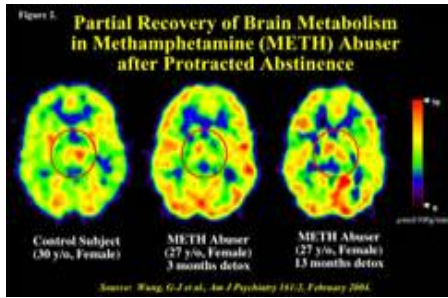 Figure 2.
Partial Recovery of Brain Metabolism
in Methamphetamine (METH) Abuser
after Protracted Abstinence
Control Subject
(30 y/o, Female)
METH Abuser
(27 y/o, Female)
3 months detox
METH Abuser
(27 y/o, Female)
13 months detox
0
Source: Wang, G-J et al., Am J Psychiatry 161:2, February 2004.